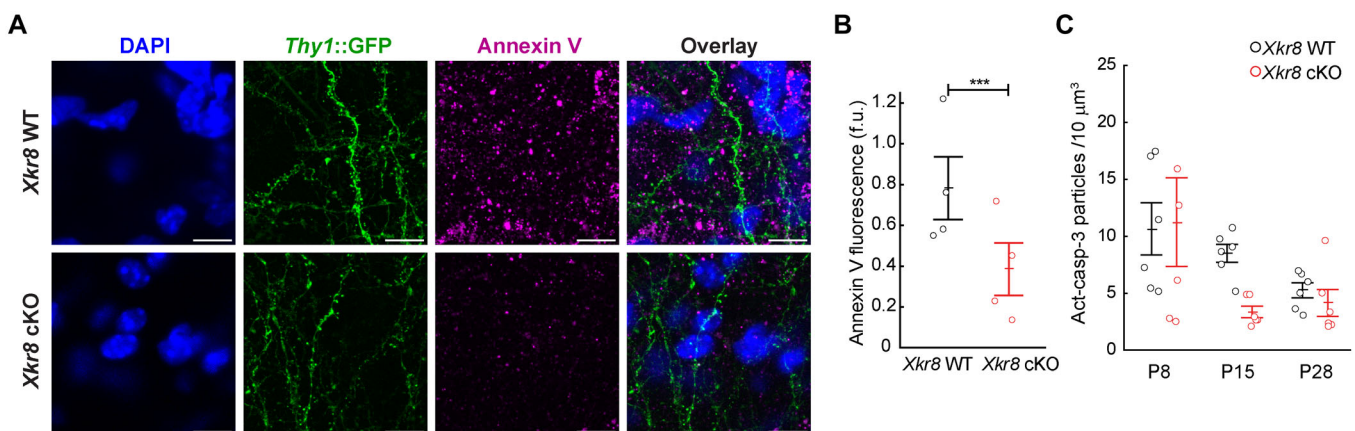 A
DAPI
Thy1::GFP
Annexin V
Overlay
Xkr8 WT
Xkr8 cKO
B
***
Annexin V fluorescence (f.u.)
1.2
1.0
0.8
0.6
0.4
0.2
0
Xkr8 WT
Xkr8 cKO
C
Xkr8 WT
Xkr8 cKO
Act-casp-3 particles /10 μm³
25
20
15
10
5
0
P8
P15
P28